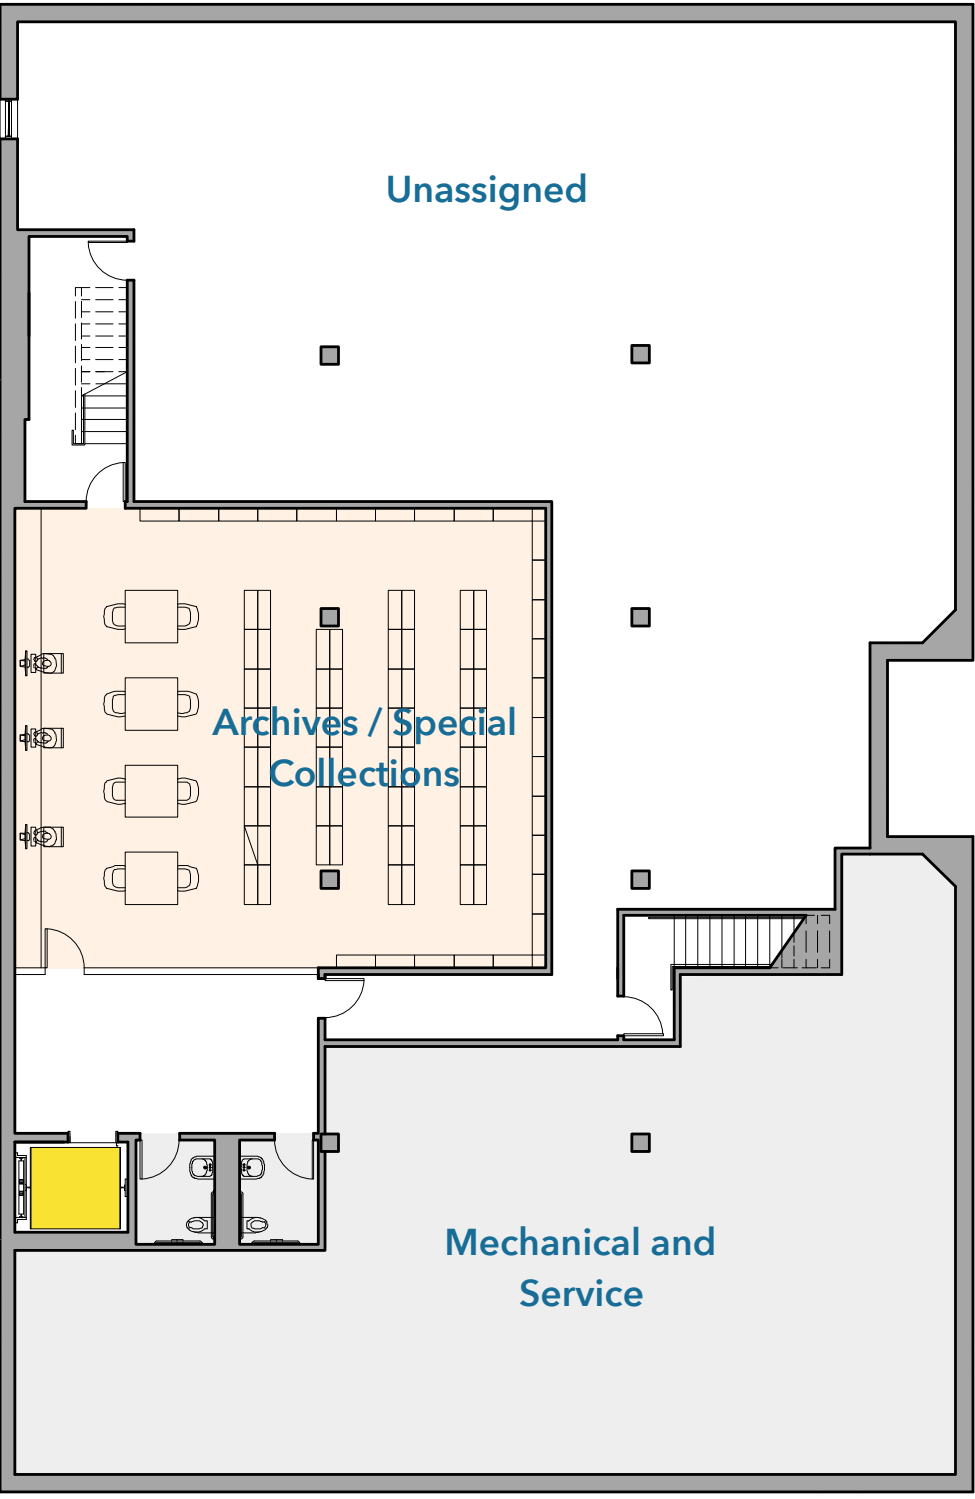 Unassigned
Archives / Special
Collections
Mechanical and
Service